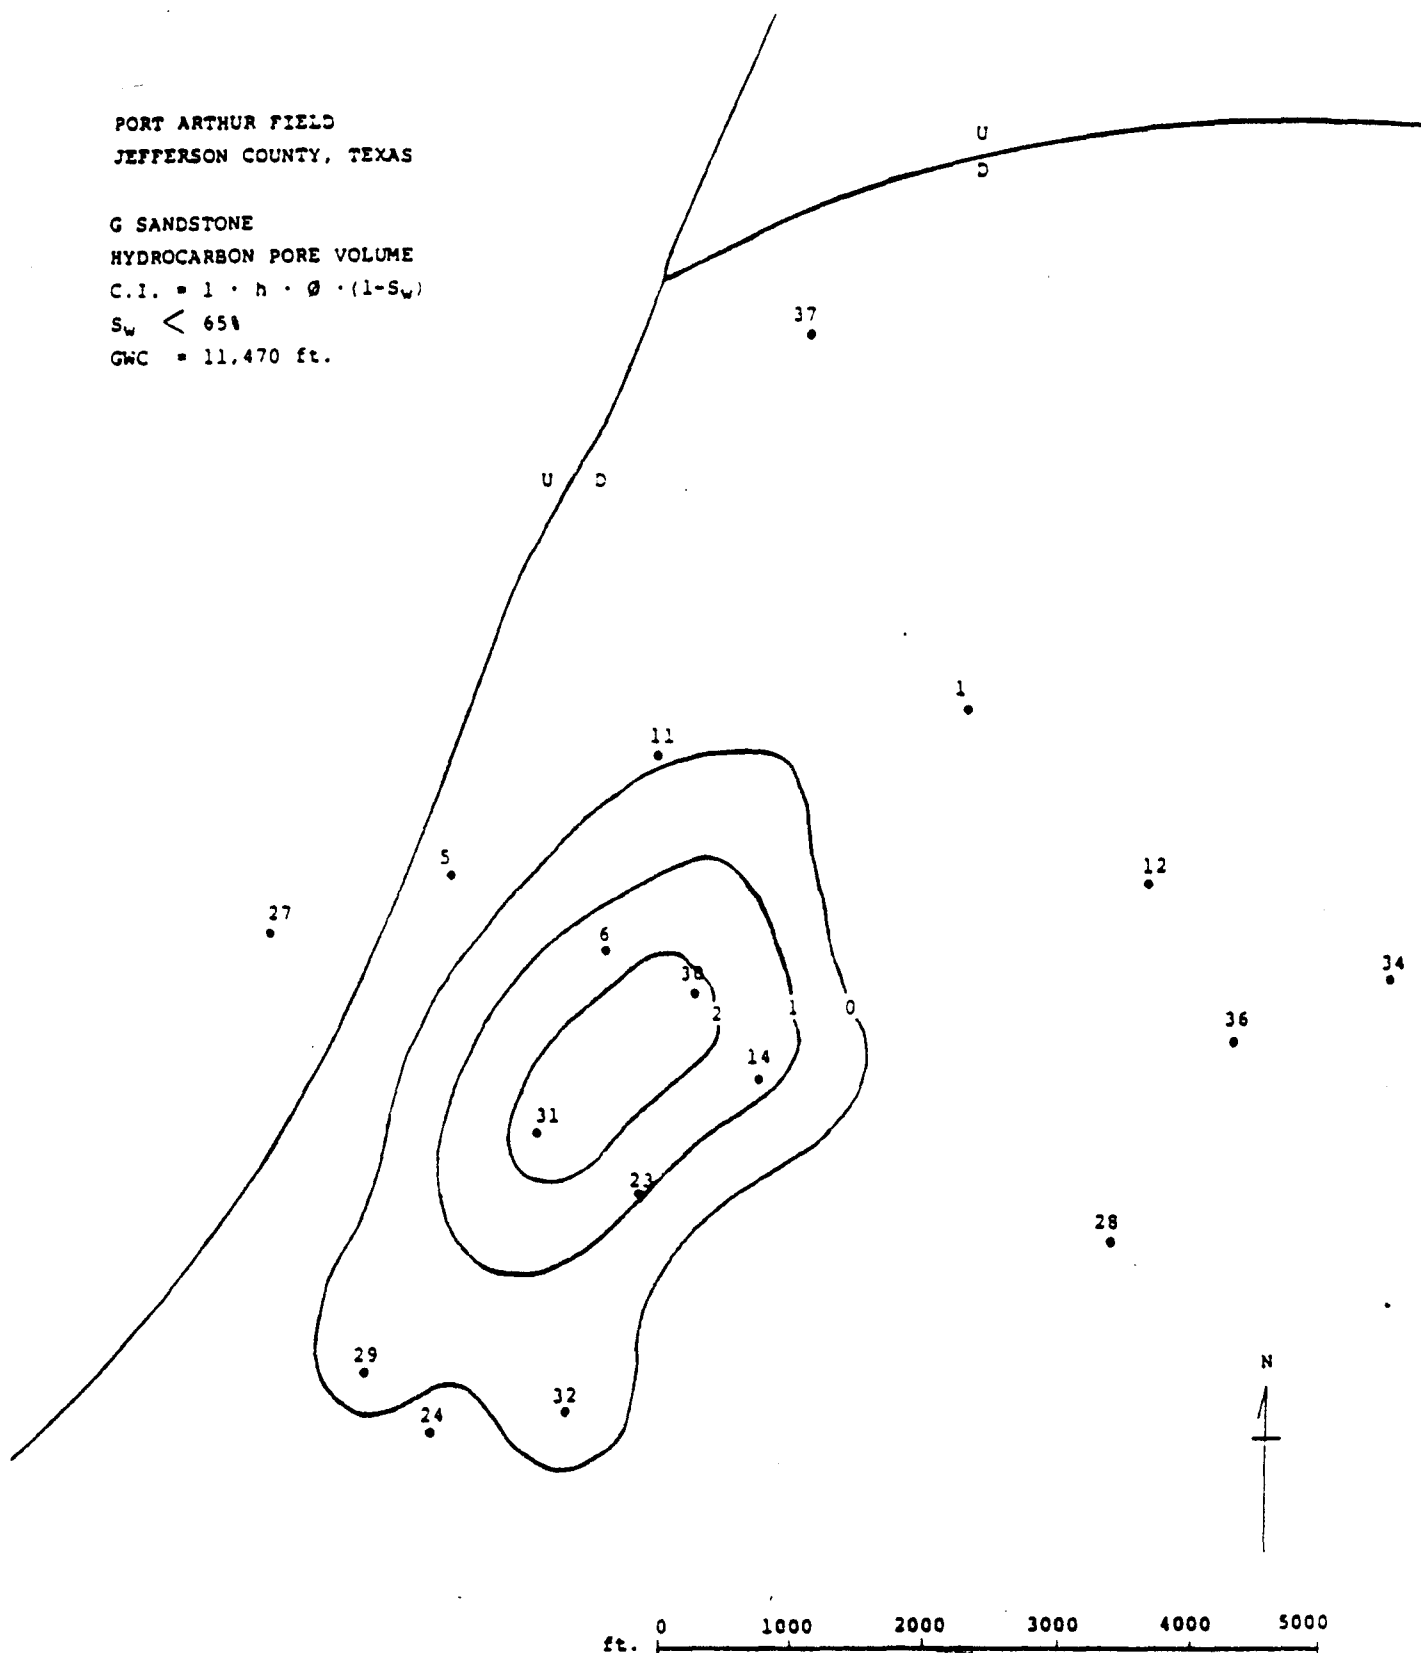 PORT ARTHUR FIELD
JEFFERSON COUNTY, TEXAS
G SANDSTONE
HYDROCARBON PORE VOLUME
C.I. = 1 · h · Ø ·(1-Sw)
Sw < 65%
GWC = 11,470 ft.
U
D
37
U D
1
11
5
12
27
6
30
34
2
1
0
36
14
31
23
28
29
32
24
N
ft. 0 1000 2000 3000 4000 5000